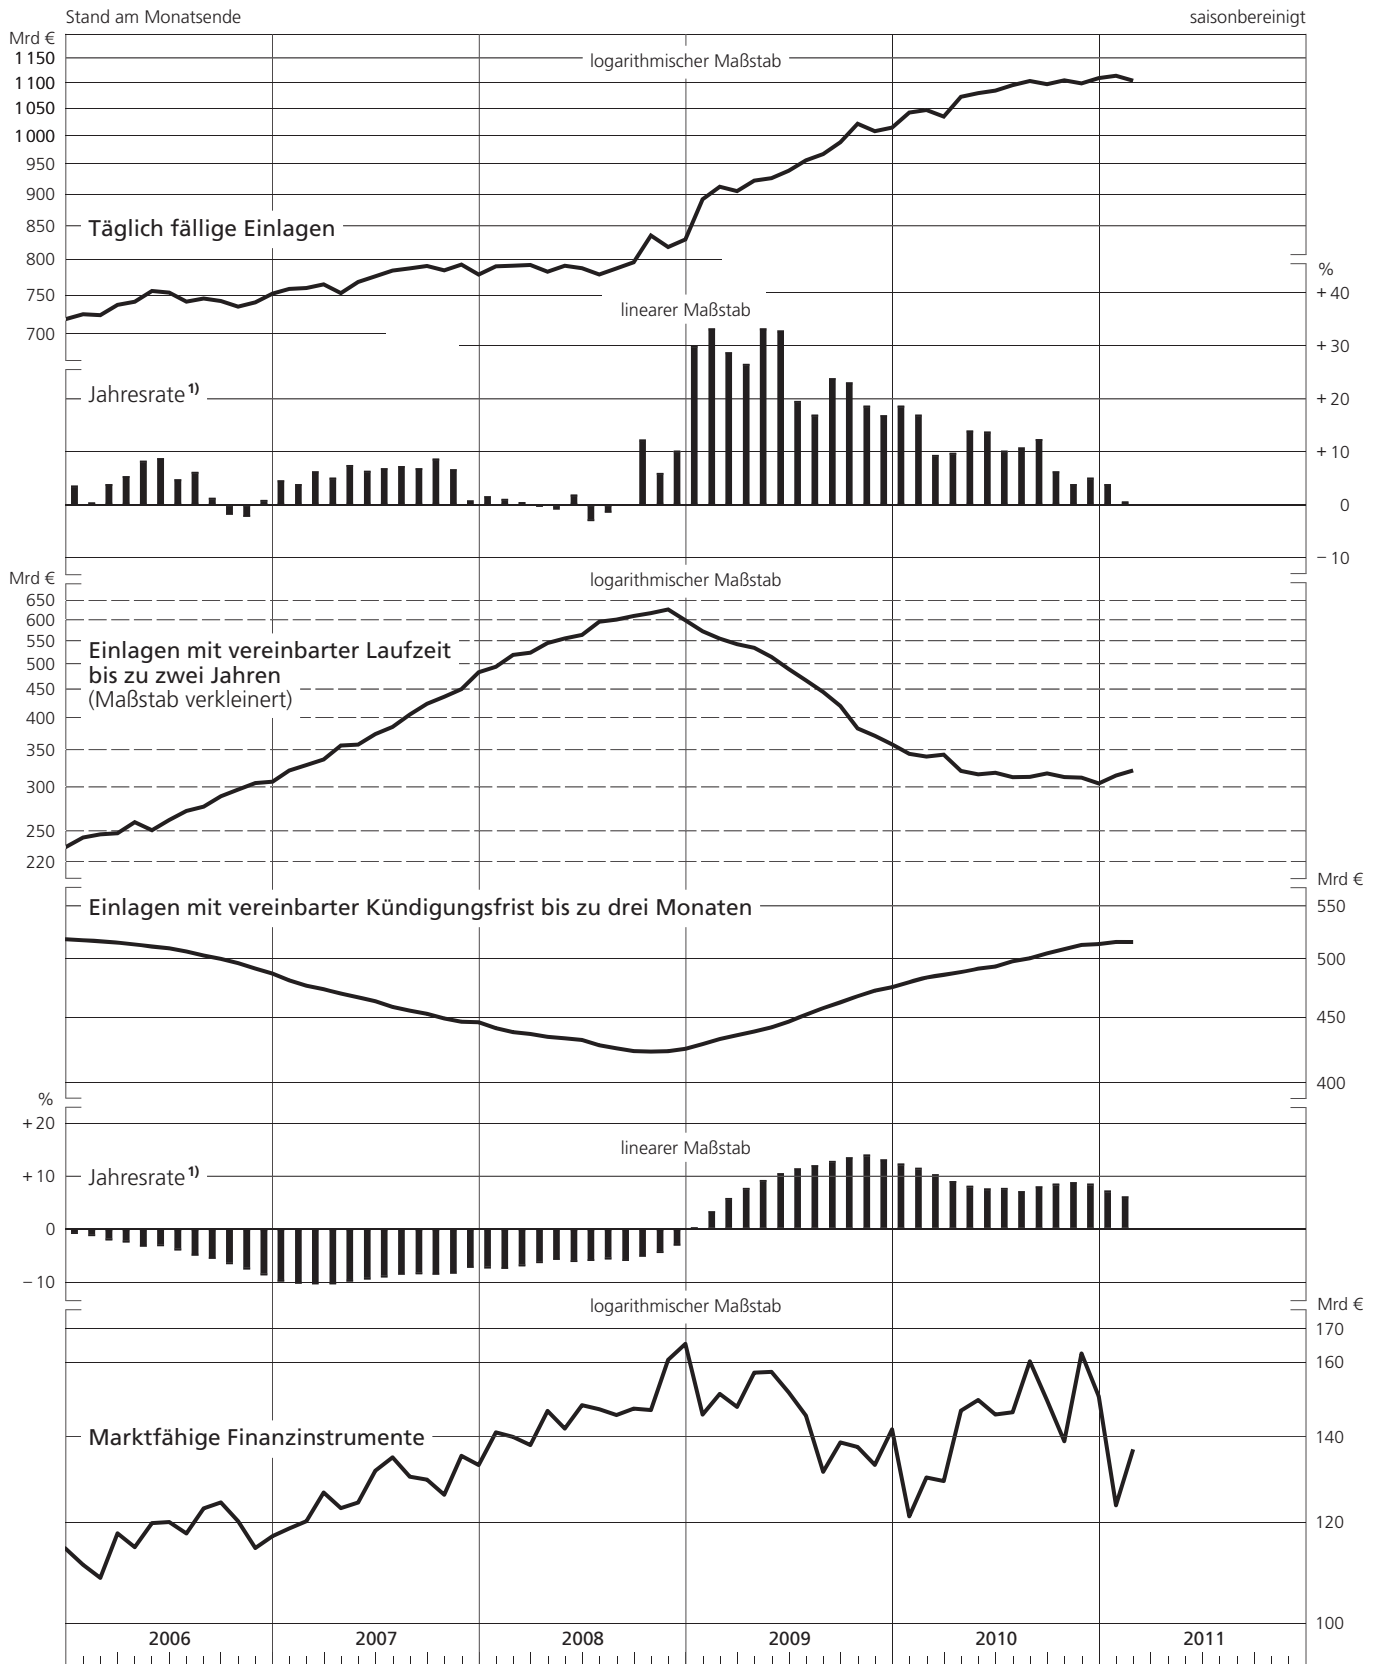 Stand am Monatsende
saisonbereinigt
Mrd €
logarithmischer Maßstab
1 150
1 100
1 050
1 000
950
900
850
800
750
700
Täglich fällige Einlagen
%
+ 40
+ 30
+ 20
+ 10
0
− 10
linearer Maßstab
Jahresrate 1)
Mrd €
logarithmischer Maßstab
650
600
550
500
450
400
350
300
250
220
Einlagen mit vereinbarter Laufzeit
bis zu zwei Jahren
(Maßstab verkleinert)
Mrd €
Einlagen mit vereinbarter Kündigungsfrist bis zu drei Monaten
550
500
450
400
%
+ 20
+ 10
0
− 10
linearer Maßstab
Jahresrate 1)
logarithmischer Maßstab
Mrd €
170
160
140
120
100
Marktfähige Finanzinstrumente
2006 2007 2008 2009 2010 2011